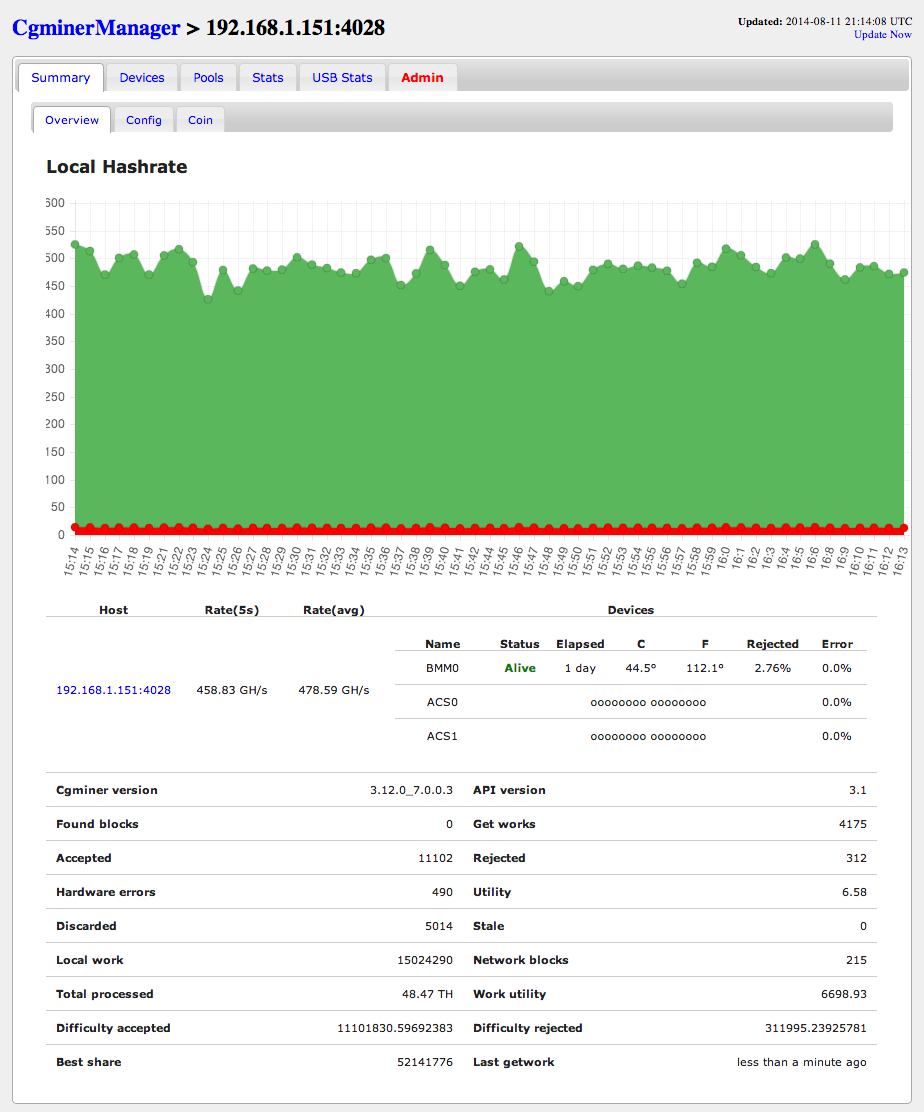 CgminerManager > 192.168.1.151:4028
Updated: 2014-08-11 21:14:08 UTC
Update Now
Summary Devices Pools Stats USB Stats Admin
Overview Config Coin
Local Hashrate
600
550
500
450
400
350
300
250
200
150
100
50
0
15:14 15:15 15:16 15:17 15:18 15:19 15:21 15:22 15:23 15:24 15:25 15:26 15:27 15:28 15:29 15:30 15:31 15:32 15:33 15:34 15:35 15:36 15:37 15:38 15:39 15:40 15:41 15:42 15:44 15:45 15:46 15:47 15:48 15:49 15:50 15:51 15:52 15:53 15:54 15:55 15:56 15:57 15:58 15:59 16:0 16:1 16:2 16:3 16:4 16:5 16:6 16:8 16:9 16:10 16:11 16:12 16:13
Host Rate(5s) Rate(avg) Devices
Name Status Elapsed C F Rejected Error
BMM0 Alive 1 day 44.5° 112.1° 2.76% 0.0%
192.168.1.151:4028 458.83 GH/s 478.59 GH/s
ACS0 oooooooo oooooooo 0.0%
ACS1 oooooooo oooooooo 0.0%
Cgminer version 3.12.0_7.0.0.3 API version 3.1
Found blocks 0 Get works 4175
Accepted 11102 Rejected 312
Hardware errors 490 Utility 6.58
Discarded 5014 Stale 0
Local work 15024290 Network blocks 215
Total processed 48.47 TH Work utility 6698.93
Difficulty accepted 11101830.59692383 Difficulty rejected 311995.23925781
Best share 52141776 Last getwork less than a minute ago